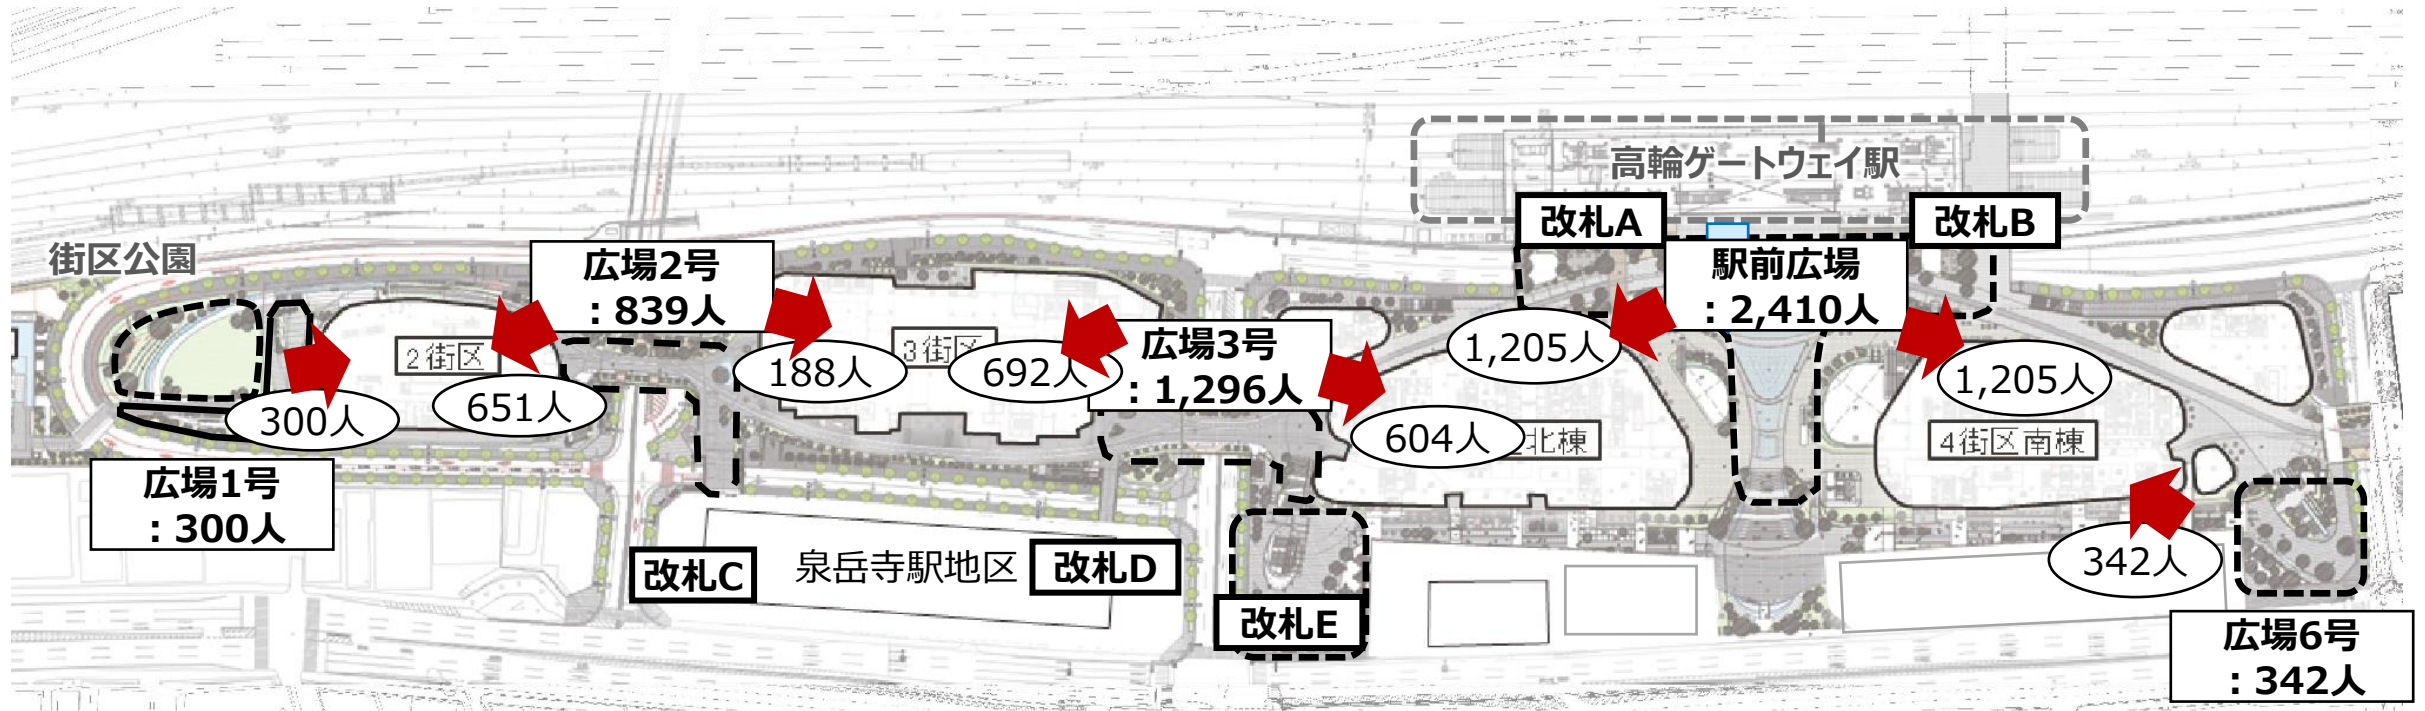 高輪ゲートウェイ駅
改札A
改札B
街区公園
広場2号
:839人
駅前広場
:2,410人
広場3号
:1,296人
2街区
3街区
188人
692人
1,205人
1,205人
651人
300人
604人
北棟
4街区南棟
広場1号
:300人
342人
改札C
泉岳寺駅地区
改札D
改札E
広場6号
:342人